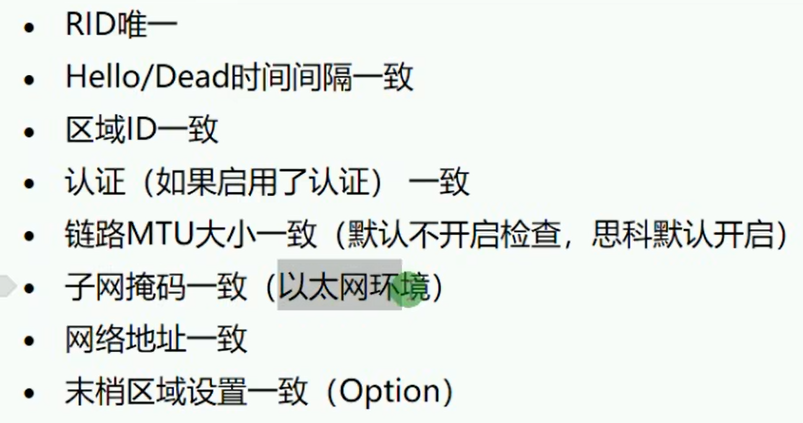 • RID唯一
• Hello/Dead时间间隔一致
• 区域ID一致
• 认证（如果启用了认证） 一致
• 链路MTU大小一致（默认不开启检查，思科默认开启）
• 子网掩码一致（以太网环境）
• 网络地址一致
• 末梢区域设置一致（Option）